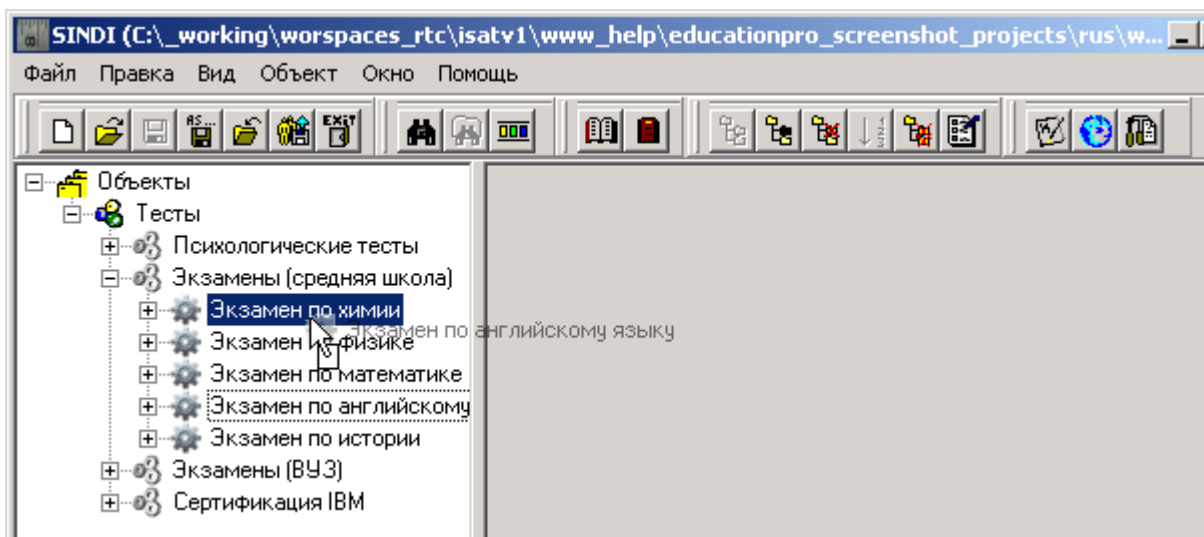 SINDI (C:\_working\worspaces_rtc\isatv1\www_help\educationpro_screenshot_projects\rus\w...
Файл Правка Вид Объект Окно Помощь
AS... EXiT
Объекты
Тесты
Психологические тесты
Экзамены (средняя школа)
Экзамен по химии
Экзамен по английскому языку
Экзамен по физике
Экзамен по математике
Экзамен по английскому
Экзамен по истории
Экзамены (ВУЗ)
Сертификация IBM